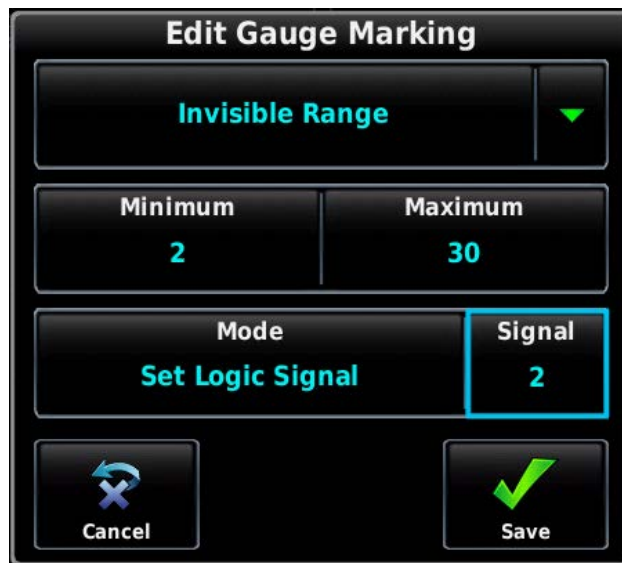 Edit Gauge Marking
Invisible Range
Minimum
Maximum
2
30
Mode
Signal
Set Logic Signal
2
Cancel
Save